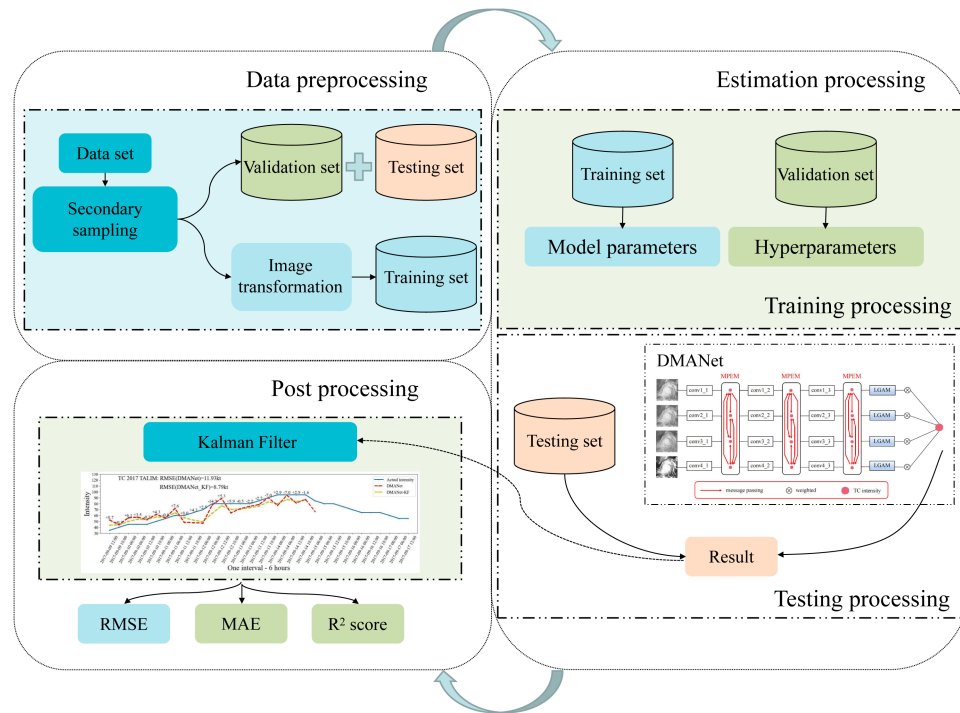 Data preprocessing
Data set
Secondary
sampling
Validation set
Testing set
Image
transformation
Training set
Estimation processing
Training set
Validation set
Model parameters
Hyperparameters
Training processing
DMANet
MPEM MPEM MPEM
conv1_1 conv1_2 conv1_3 LGAM
conv2_1 conv2_2 conv2_3 LGAM
conv3_1 conv3_2 conv3_3 LGAM
conv4_1 conv4_2 conv4_3 LGAM
message passing weighted TC intensity
Testing set
Result
Testing processing
Post processing
Kalman Filter
TC 2017 TALIM: RMSE(DMANet)=11.93kt
RMSE(DMANet_KF)=8.79kt
Actual intensity
DMANet
DMANet-KF
Intensity
One interval - 6 hours
RMSE
MAE
R² score